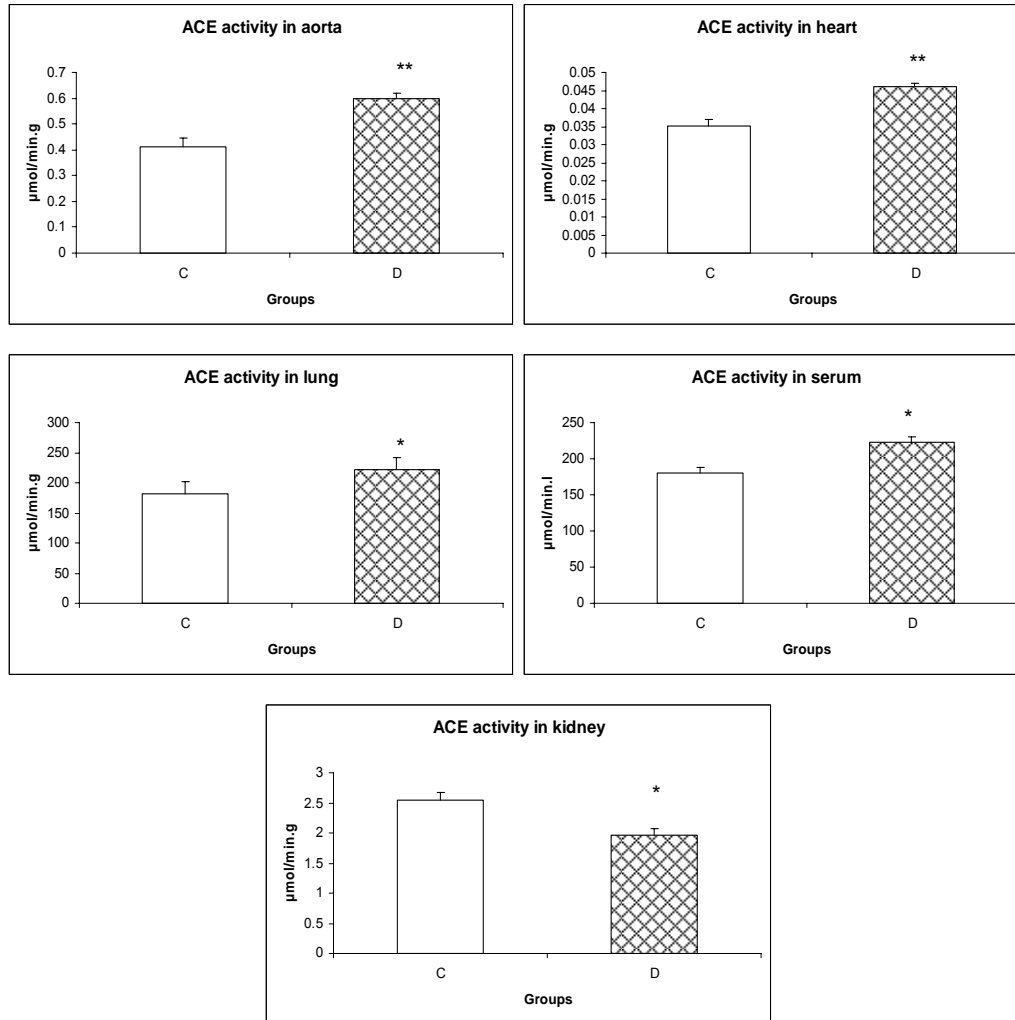 ACE activity in aorta
**
0.7
0.6
0.5
0.4
0.3
0.2
0.1
0
µmol/min.g
C
D
Groups
ACE activity in heart
**
0.05
0.045
0.04
0.035
0.03
0.025
0.02
0.015
0.01
0.005
0
µmol/min.g
C
D
Groups
ACE activity in lung
*
300
250
200
150
100
50
0
µmol/min.g
C
D
Groups
ACE activity in serum
*
250
200
150
100
50
0
µmol/min.l
C
D
Groups
ACE activity in kidney
*
3
2.5
2
1.5
1
0.5
0
µmol/min.g
C
D
Groups